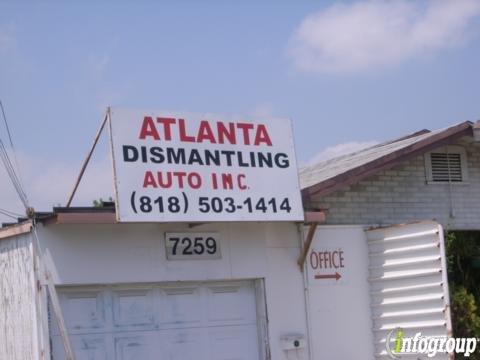 ATLANTA
DISMANTLING
AUTO INC.
(818) 503-1414
7259
OFFICE
infogroup